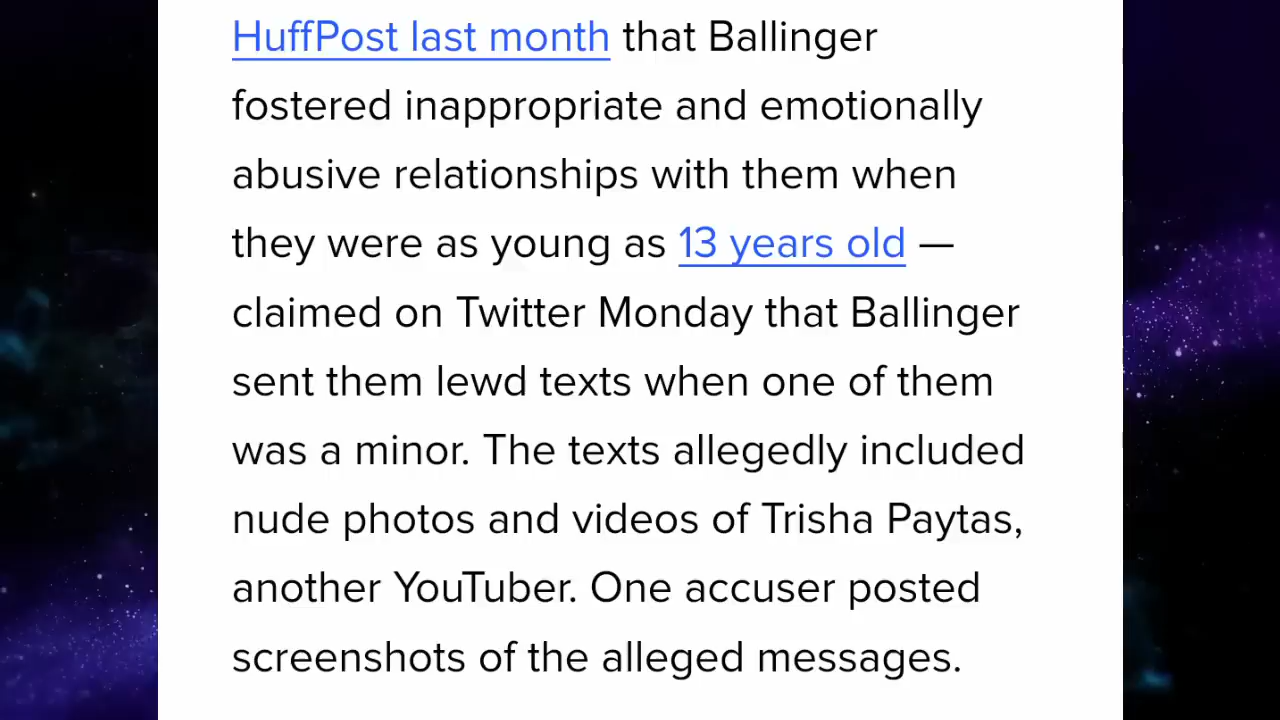 HuffPost last month that Ballinger
fostered inappropriate and emotionally
abusive relationships with them when
they were as young as 13 years old —
claimed on Twitter Monday that Ballinger
sent them lewd texts when one of them
was a minor. The texts allegedly included
nude photos and videos of Trisha Paytas,
another YouTuber. One accuser posted
screenshots of the alleged messages.